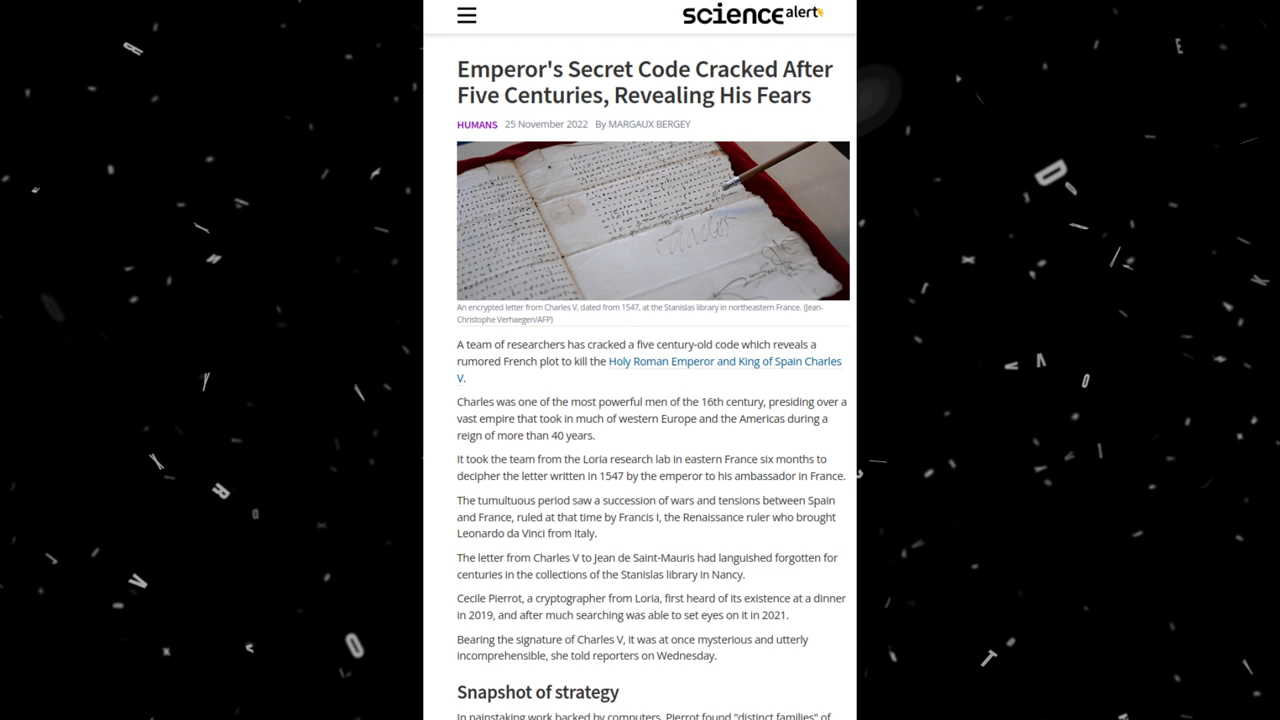 science alert
Emperor's Secret Code Cracked After
Five Centuries, Revealing His Fears
HUMANS 25 November 2022 By MARGAUX BERGEY
An encrypted letter from Charles V, dated from 1547, at the Stanislas library in northeastern France. (Jean-
Christophe Verhaegen/AFP)
A team of researchers has cracked a five century-old code which reveals a
rumored French plot to kill the Holy Roman Emperor and King of Spain Charles
V.
Charles was one of the most powerful men of the 16th century, presiding over a
vast empire that took in much of western Europe and the Americas during a
reign of more than 40 years.
It took the team from the Loria research lab in eastern France six months to
decipher the letter written in 1547 by the emperor to his ambassador in France.
The tumultuous period saw a succession of wars and tensions between Spain
and France, ruled at that time by Francis I, the Renaissance ruler who brought
Leonardo da Vinci from Italy.
The letter from Charles V to Jean de Saint-Mauris had languished forgotten for
centuries in the collections of the Stanislas library in Nancy.
Cecile Pierrot, a cryptographer from Loria, first heard of its existence at a dinner
in 2019, and after much searching was able to set eyes on it in 2021.
Bearing the signature of Charles V, it was at once mysterious and utterly
incomprehensible, she told reporters on Wednesday.
Snapshot of strategy
In painstaking work backed by computers, Pierrot found "distinct families" of